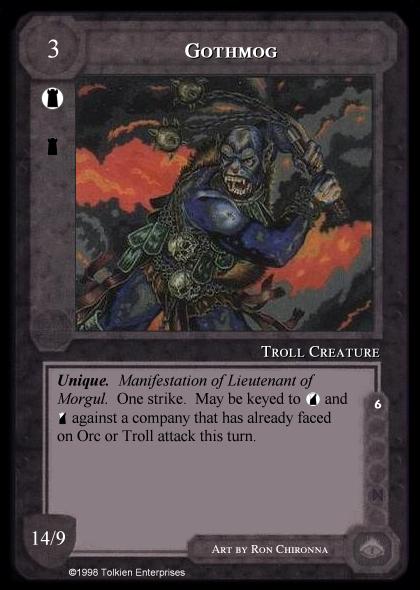 3
GOTHMOG
TROLL CREATURE
Unique. Manifestation of Lieutenant of
Morgul. One strike. May be keyed to and
against a company that has already faced
on Orc or Troll attack this turn.
6
14/9
ART BY RON CHIRONNA
©1998 Tolkien Enterprises